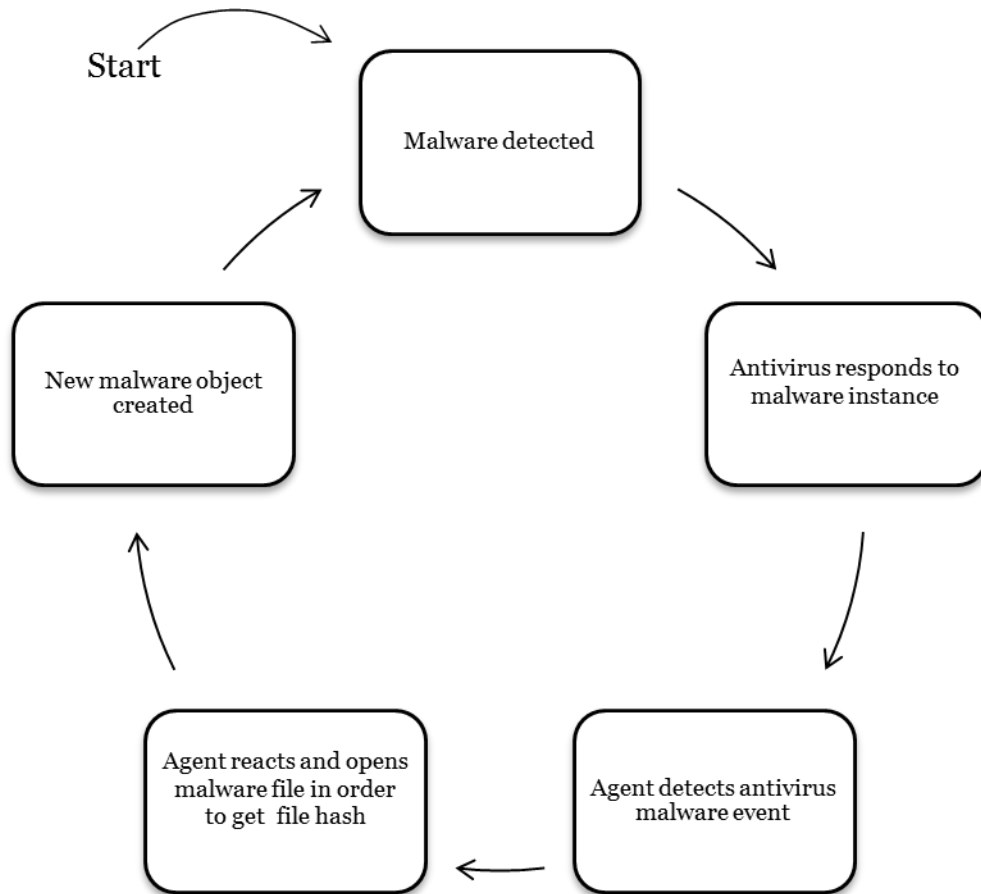 Start
Malware detected
Antivirus responds to
malware instance
Agent detects antivirus
malware event
Agent reacts and opens
malware file in order
to get file hash
New malware object
created